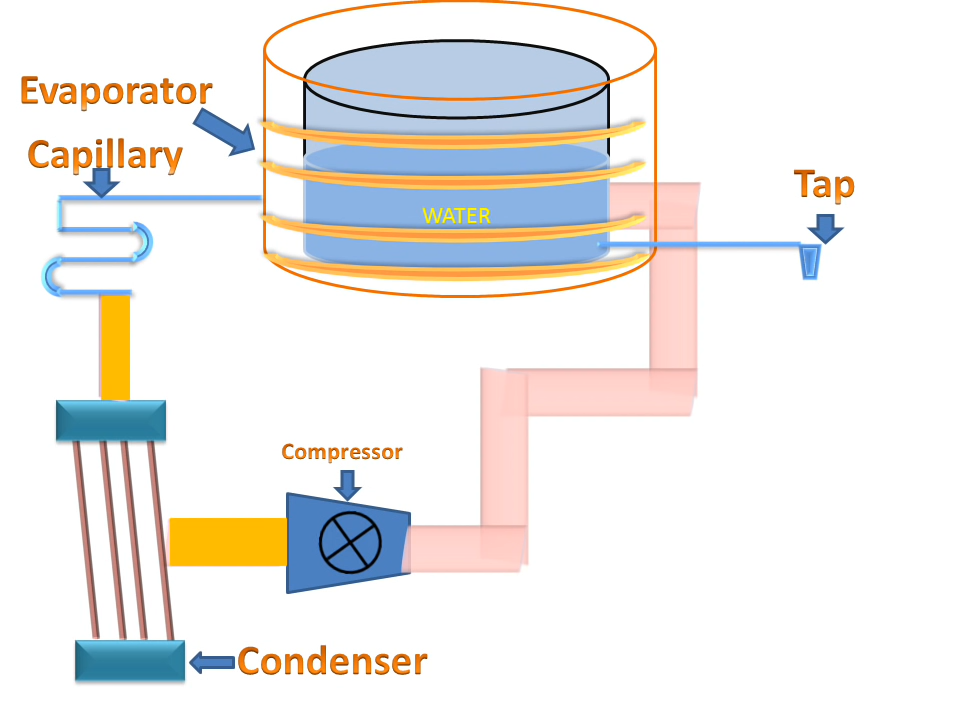 Evaporator
Capillary
Tap
WATER
Compressor
Condenser